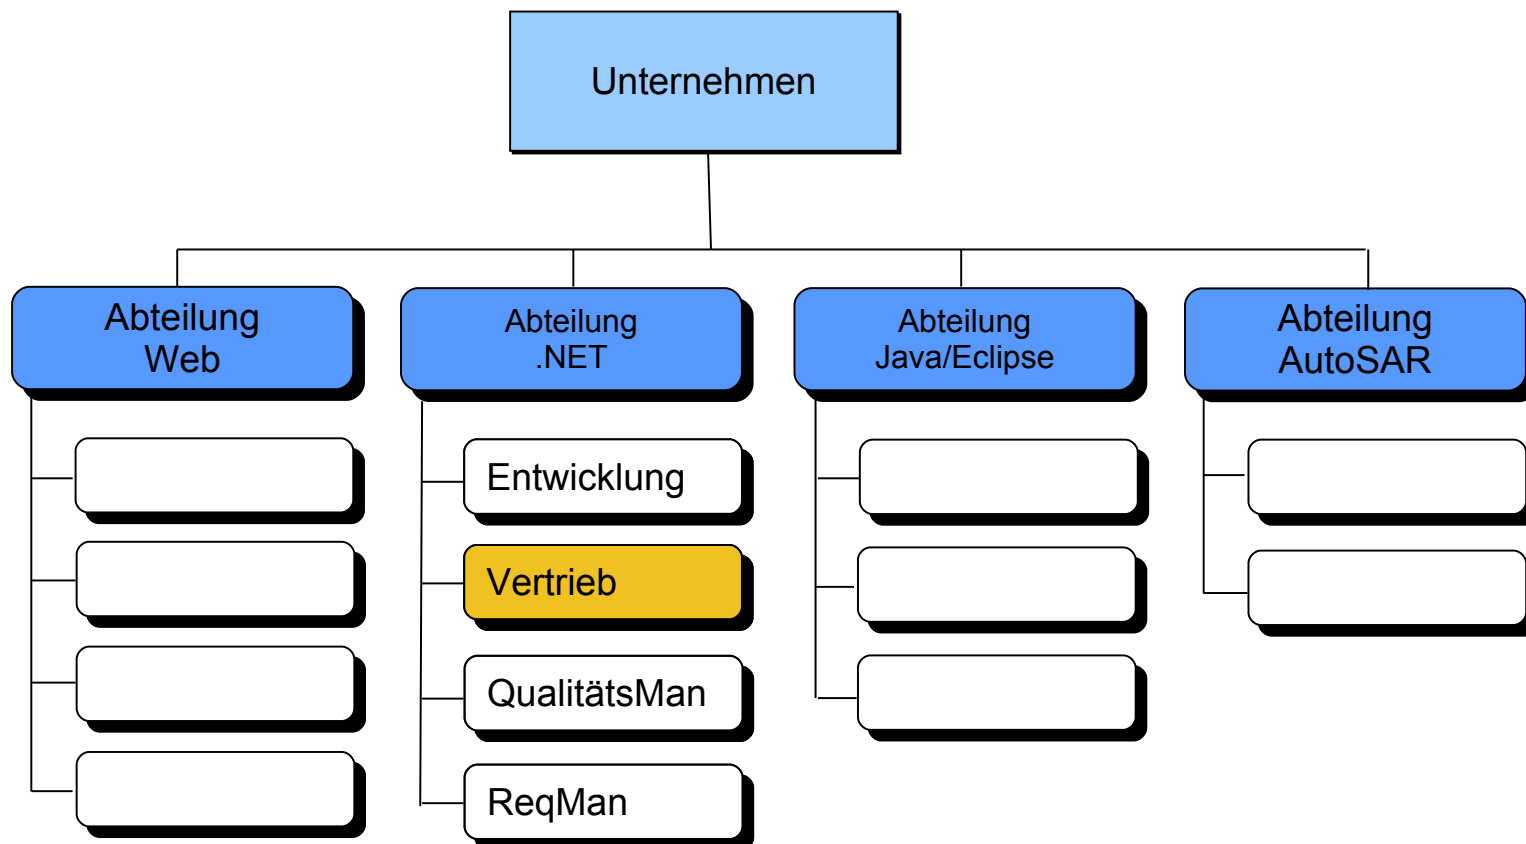 Unternehmen
Abteilung
Web
Abteilung
.NET
Abteilung
Java/Eclipse
Abteilung
AutoSAR
Entwicklung
Vertrieb
QualitätsMan
ReqMan